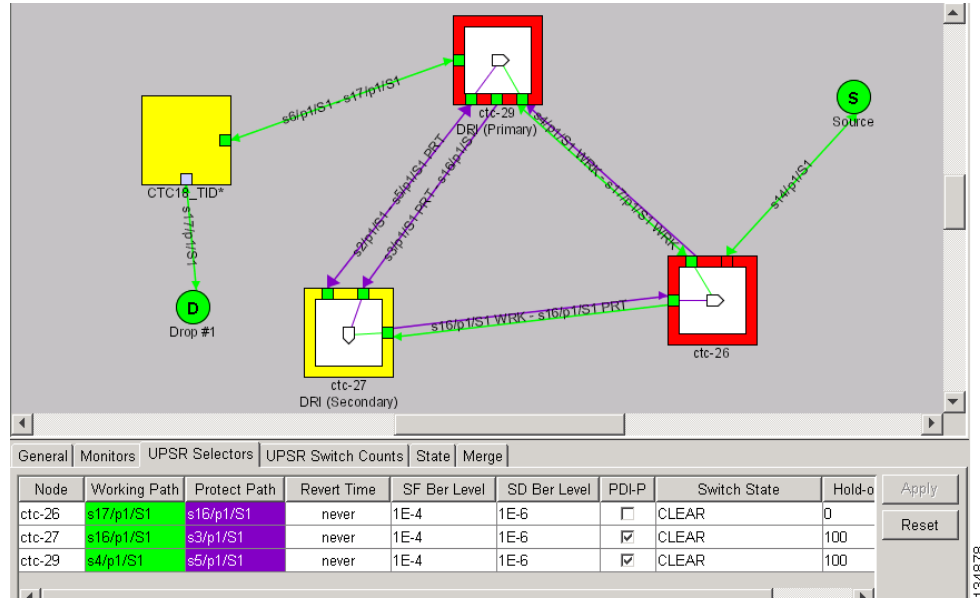 s6/p1/S1 - s17/p1/S1
ctc-29
DRI (Primary)
S
Source
CTC18_TID*
s17/p1/S1
s2/p1/S1 - s5/p1/S1 PRT
s3/p1/S1 PRT - s16/p1/S1
s4/p1/S1 WRK - s17/p1/S1 WRK
s14/p1/S1
D
Drop #1
s16/p1/S1 WRK - s16/p1/S1 PRT
ctc-26
ctc-27
DRI (Secondary)
General Monitors UPSR Selectors UPSR Switch Counts State Merge
Node Working Path Protect Path Revert Time SF Ber Level SD Ber Level PDI-P Switch State Hold-o
ctc-26 s17/p1/S1 s16/p1/S1 never 1E-4 1E-6 CLEAR 0
ctc-27 s16/p1/S1 s3/p1/S1 never 1E-4 1E-6 CLEAR 100
ctc-29 s4/p1/S1 s5/p1/S1 never 1E-4 1E-6 CLEAR 100
Apply
Reset
134878